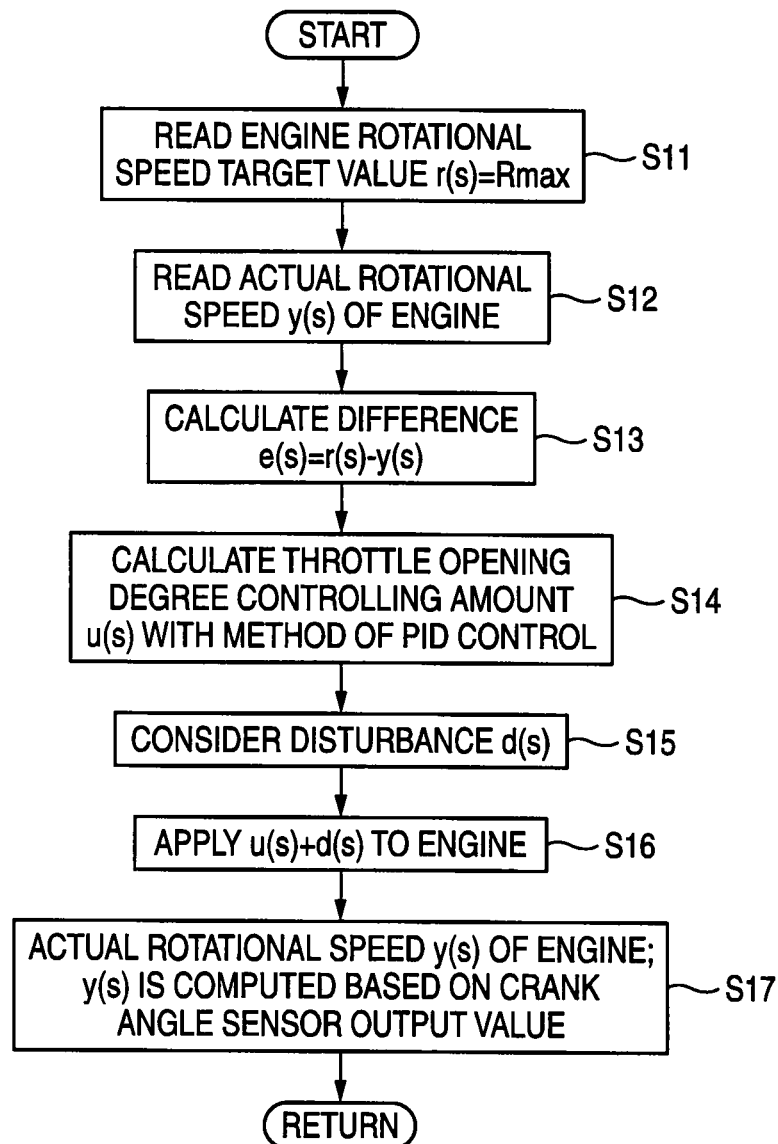 START
READ ENGINE ROTATIONAL
SPEED TARGET VALUE r(s)=Rmax
S11
READ ACTUAL ROTATIONAL
SPEED y(s) OF ENGINE
S12
CALCULATE DIFFERENCE
e(s)=r(s)-y(s)
S13
CALCULATE THROTTLE OPENING
DEGREE CONTROLLING AMOUNT
u(s) WITH METHOD OF PID CONTROL
S14
CONSIDER DISTURBANCE d(s)
S15
APPLY u(s)+d(s) TO ENGINE
S16
ACTUAL ROTATIONAL SPEED y(s) OF ENGINE;
y(s) IS COMPUTED BASED ON CRANK
ANGLE SENSOR OUTPUT VALUE
S17
RETURN